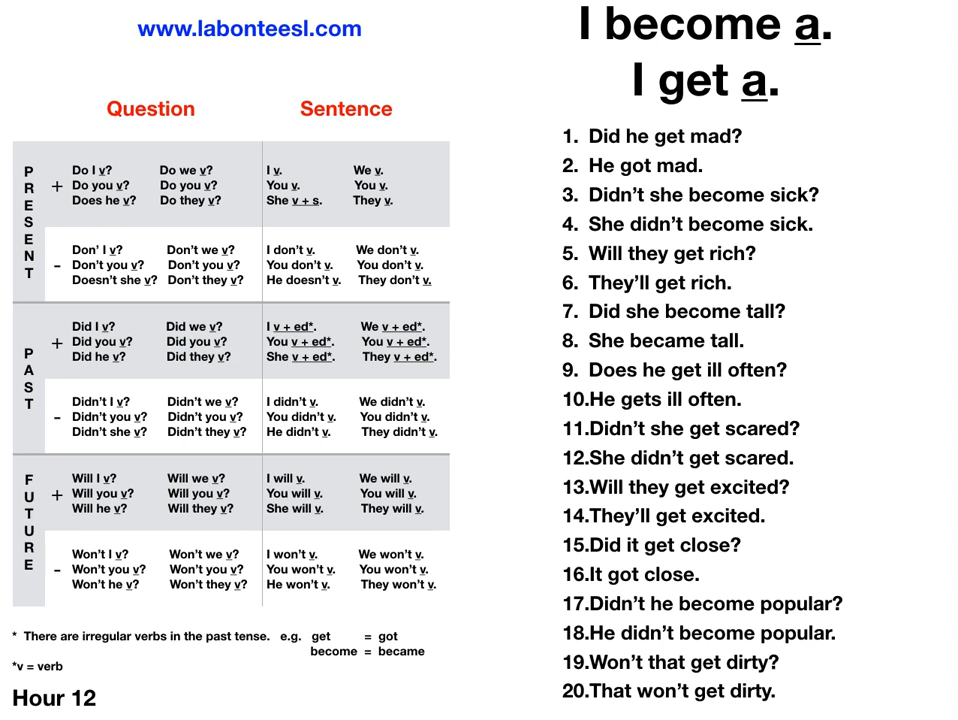 www.labonteesl.com
Question Sentence
PRESENT
+
Do I v? Do we v? I v. We v.
Do you v? Do you v? You v. You v.
Does he v? Do they v? She v + s. They v.
-
Don' I v? Don't we v? I don't v. We don't v.
Don't you v? Don't you v? You don't v. You don't v.
Doesn't she v? Don't they v? He doesn't v. They don't v.
PAST
+
Did I v? Did we v? I v + ed*. We v + ed*.
Did you v? Did you v? You v + ed*. You v + ed*.
Did he v? Did they v? She v + ed*. They v + ed*.
-
Didn't I v? Didn't we v? I didn't v. We didn't v.
Didn't you v? Didn't you v? You didn't v. You didn't v.
Didn't she v? Didn't they v? He didn't v. They didn't v.
FUTURE
+
Will I v? Will we v? I will v. We will v.
Will you v? Will you v? You will v. You will v.
Will he v? Will they v? She will v. They will v.
-
Won't I v? Won't we v? I won't v. We won't v.
Won't you v? Won't you v? You won't v. You won't v.
Won't he v? Won't they v? He won't v. They won't v.
* There are irregular verbs in the past tense. e.g. get = got
become = became
*v = verb
Hour 12
I become a.
I get a.
1. Did he get mad?
2. He got mad.
3. Didn't she become sick?
4. She didn't become sick.
5. Will they get rich?
6. They'll get rich.
7. Did she become tall?
8. She became tall.
9. Does he get ill often?
10.He gets ill often.
11.Didn't she get scared?
12.She didn't get scared.
13.Will they get excited?
14.They'll get excited.
15.Did it get close?
16.It got close.
17.Didn't he become popular?
18.He didn't become popular.
19.Won't that get dirty?
20.That won't get dirty.